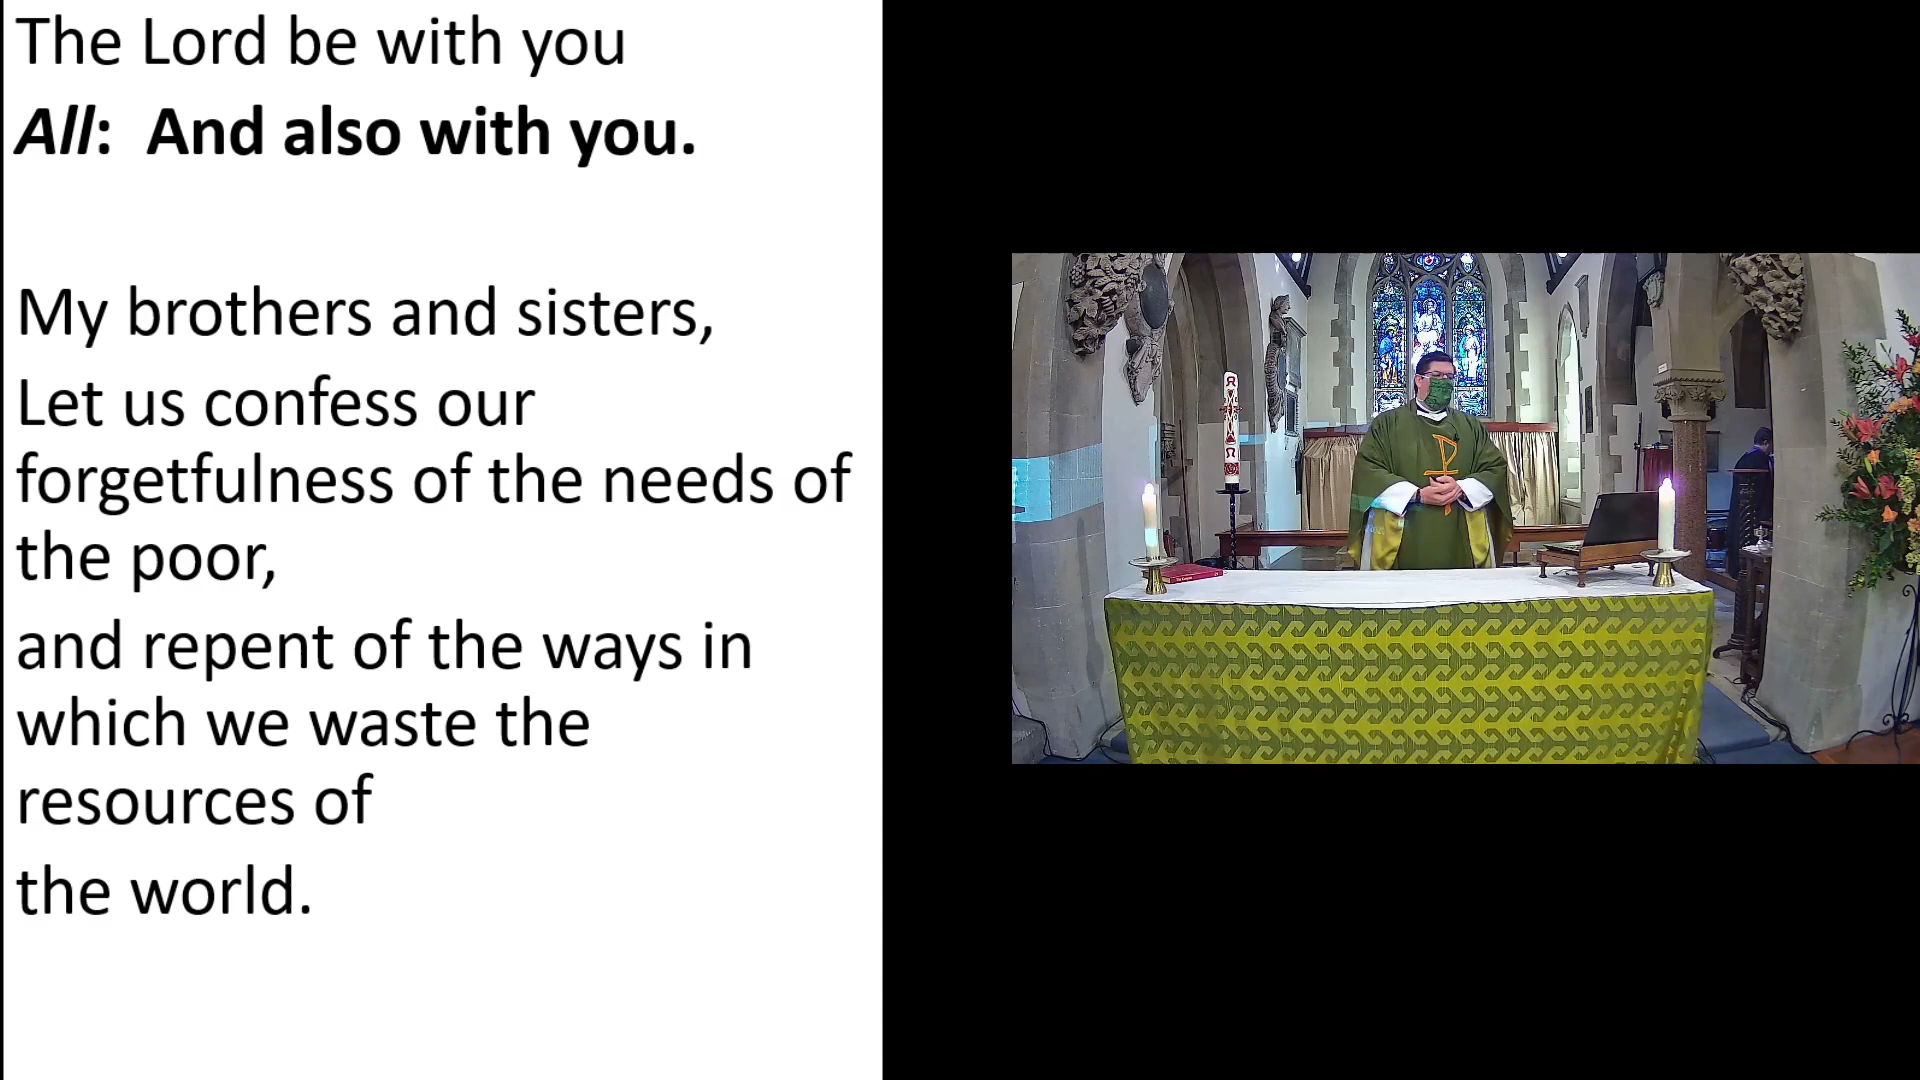 The Lord be with you
All: And also with you.
My brothers and sisters,
Let us confess our
forgetfulness of the needs of
the poor,
and repent of the ways in
which we waste the
resources of
the world.